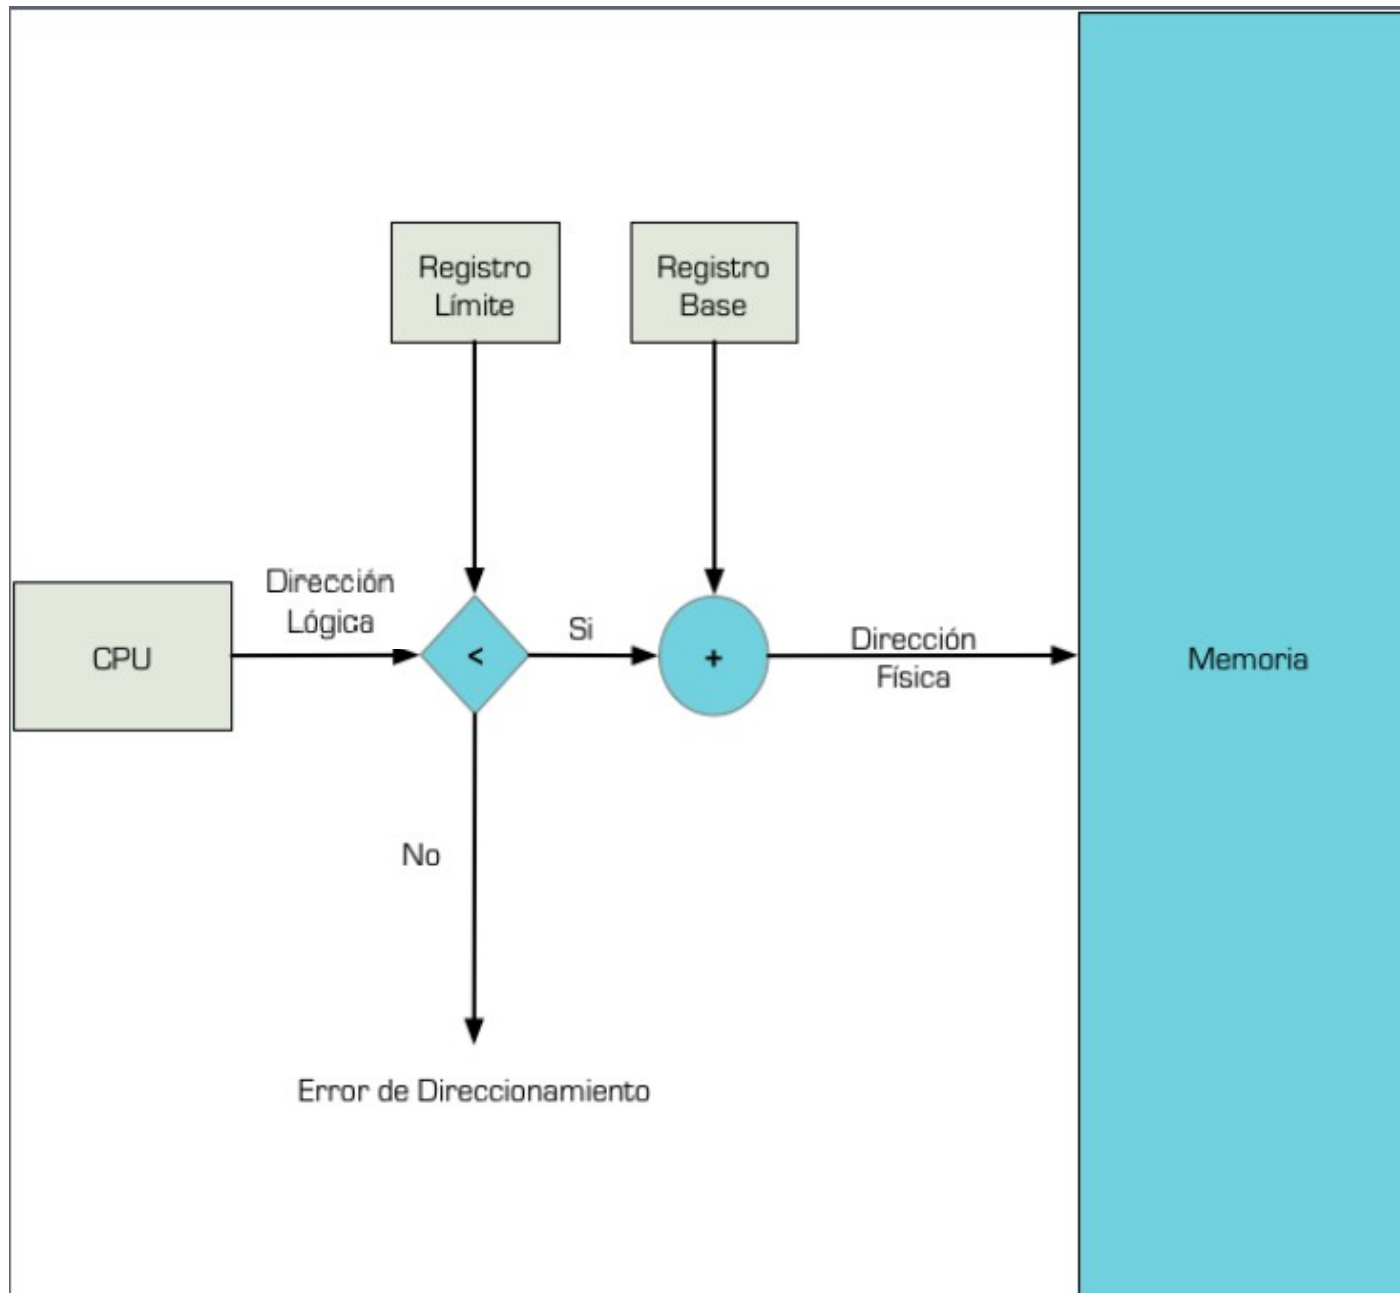 Registro
Límite
Registro
Base
CPU
Dirección
Lógica
<
Si
+
Dirección
Física
Memoria
No
Error de Direccionamiento